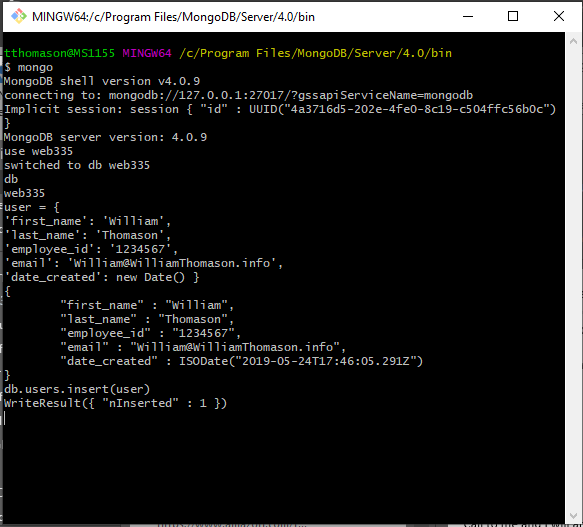 MINGW64:/c/Program Files/MongoDB/Server/4.0/bin
tthomason@MS1155 MINGW64 /c/Program Files/MongoDB/Server/4.0/bin
$ mongo
MongoDB shell version v4.0.9
connecting to: mongodb://127.0.0.1:27017/?gssapiServiceName=mongodb
Implicit session: session { "id" : UUID("4a3716d5-202e-4fe0-8c19-c504ffc56b0c")
}
MongoDB server version: 4.0.9
use web335
switched to db web335
db
web335
user = {
'first_name': 'William',
'last_name': 'Thomason',
'employee_id': '1234567',
'email': 'William@WilliamThomason.info',
'date_created': new Date() }
{
        "first_name" : "William",
        "last_name" : "Thomason",
        "employee_id" : "1234567",
        "email" : "William@WilliamThomason.info",
        "date_created" : ISODate("2019-05-24T17:46:05.291Z")
}
db.users.insert(user)
WriteResult({ "nInserted" : 1 })